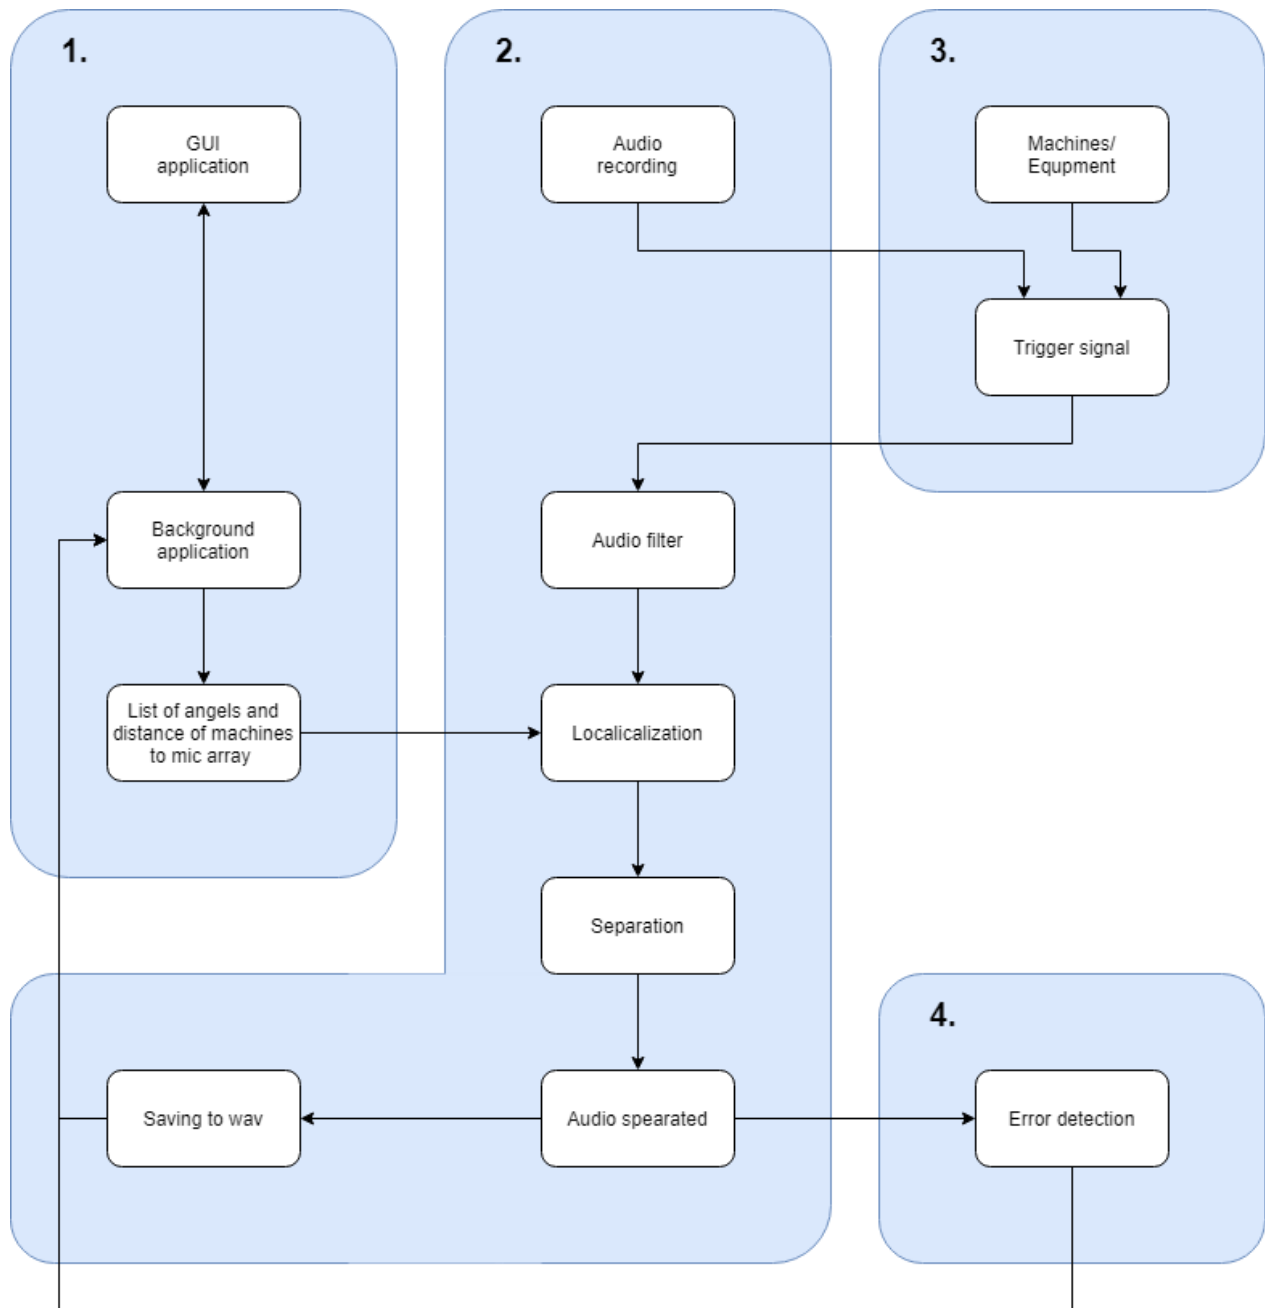 1.
2.
3.
GUI
application
Audio
recording
Machines/
Equpment
Trigger signal
Background
application
Audio filter
List of angels and
distance of machines
to mic array
Localicalization
Separation
4.
Saving to wav
Audio spearated
Error detection